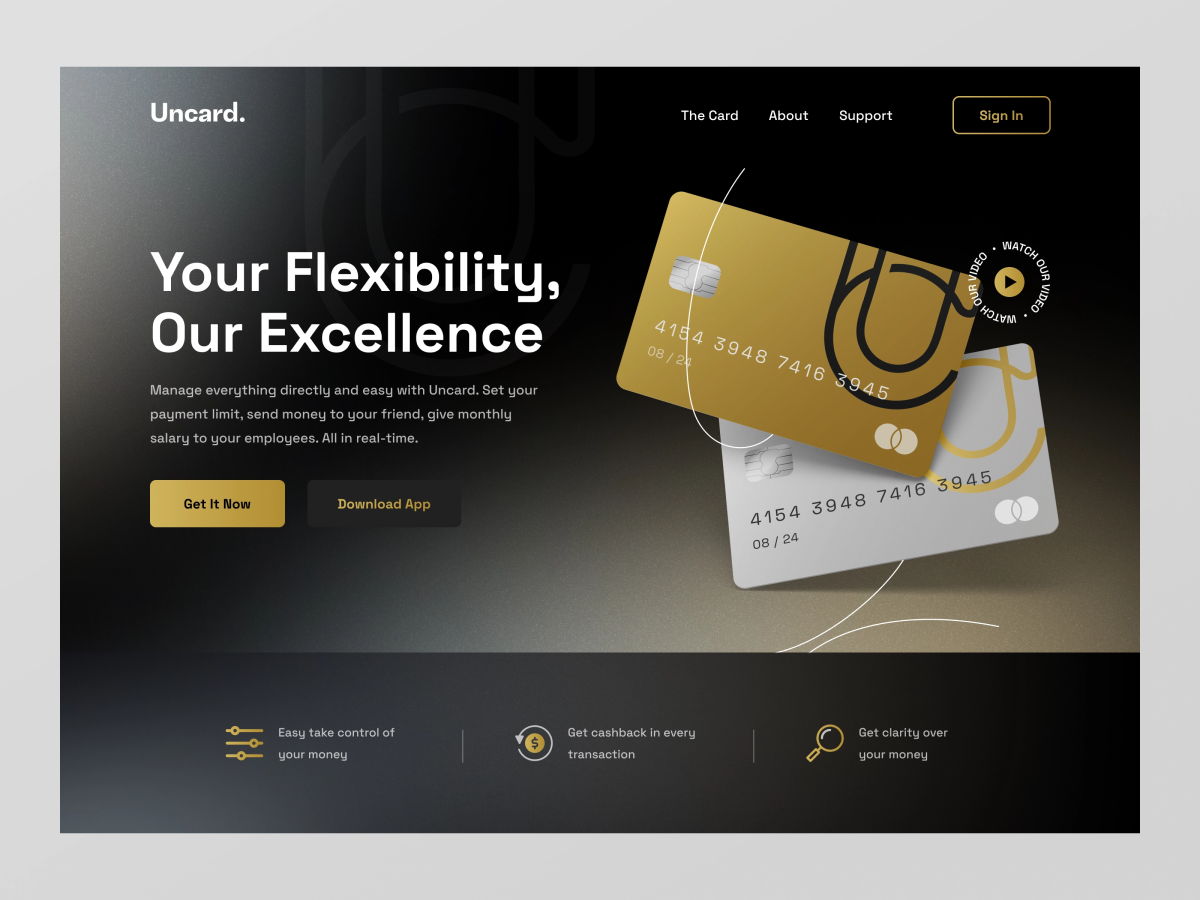 Uncard.
The Card
About
Support
Sign In
Your Flexibility,
Our Excellence
Manage everything directly and easy with Uncard. Set your
payment limit, send money to your friend, give monthly
salary to your employees. All in real-time.
Get It Now
Download App
4154 3948 7416 3945
08 / 24
WATCH OUR VIDEO • WATCH OUR VIDEO •
4154 3948 7416 3945
08 / 24
$
Easy take control of
your money
Get cashback in every
transaction
Get clarity over
your money